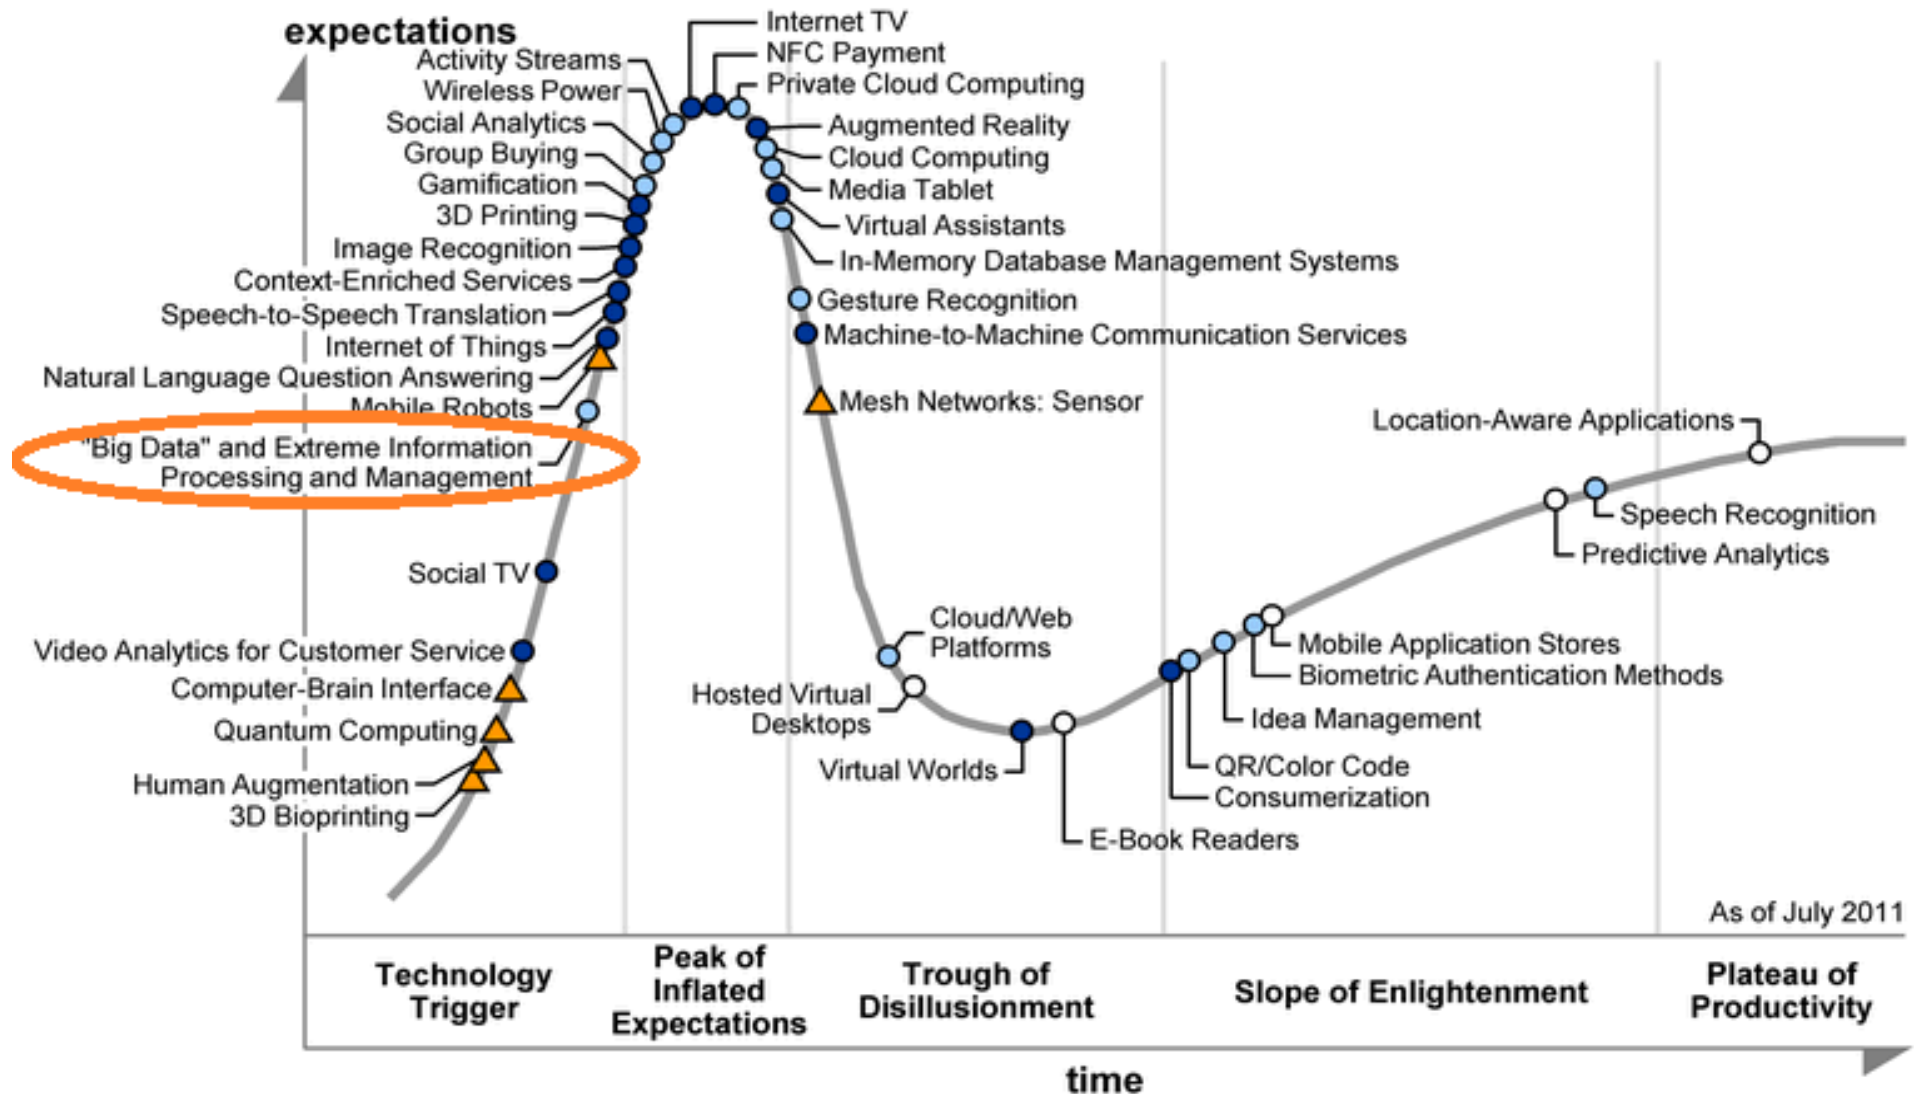 expectations
Internet TV
NFC Payment
Private Cloud Computing
Activity Streams
Wireless Power
Social Analytics
Group Buying
Gamification
3D Printing
Image Recognition
Context-Enriched Services
Speech-to-Speech Translation
Internet of Things
Natural Language Question Answering
Mobile Robots
"Big Data" and Extreme Information
Processing and Management
Social TV
Video Analytics for Customer Service
Computer-Brain Interface
Quantum Computing
Human Augmentation
3D Bioprinting
Augmented Reality
Cloud Computing
Media Tablet
Virtual Assistants
In-Memory Database Management Systems
Gesture Recognition
Machine-to-Machine Communication Services
Mesh Networks: Sensor
Cloud/Web
Platforms
Hosted Virtual
Desktops
Virtual Worlds
E-Book Readers
Consumerization
QR/Color Code
Idea Management
Biometric Authentication Methods
Mobile Application Stores
Predictive Analytics
Speech Recognition
Location-Aware Applications
As of July 2011
Technology
Trigger
Peak of
Inflated
Expectations
Trough of
Disillusionment
Slope of Enlightenment
Plateau of
Productivity
time